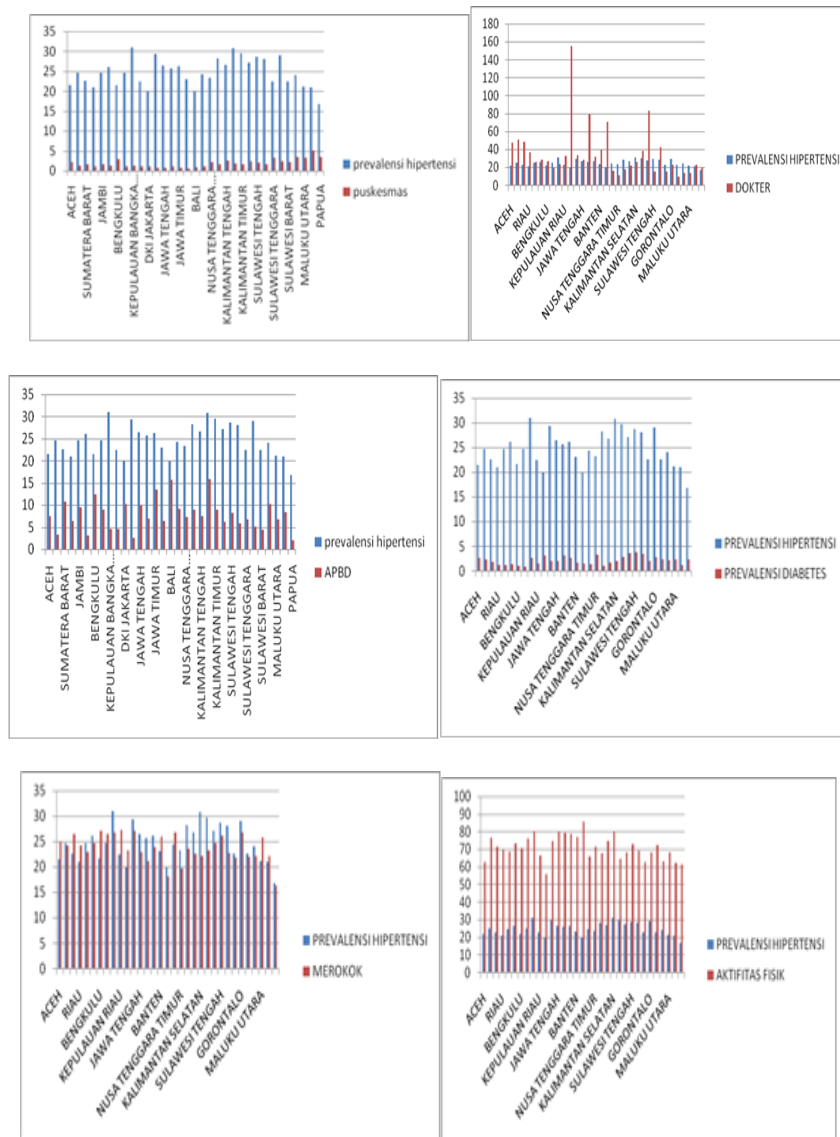 35
30
25
20
15
10
5
0
ACEH
SUMATERA BARAT
JAMBI
BENGKULU
KEPULAUAN BANGKA...
DKI JAKARTA
JAWA TENGAH
JAWA TIMUR
BALI
NUSA TENGGARA...
KALIMANTAN TENGAH
KALIMANTAN TIMUR
SULAWESI TENGAH
SULAWESI TENGGARA
SULAWESI BARAT
MALUKU UTARA
PAPUA
prevalensi hipertensi
puskesmas
180
160
140
120
100
80
60
40
20
0
ACEH
RIAU
BENGKULU
KEPULAUAN RIAU
JAWA TENGAH
BANTEN
NUSA TENGGARA TIMUR
KALIMANTAN SELATAN
SULAWESI TENGAH
GORONTALO
MALUKU UTARA
PREVALENSI HIPERTENSI
DOKTER
35
30
25
20
15
10
5
0
ACEH
SUMATERA BARAT
JAMBI
BENGKULU
KEPULAUAN BANGKA...
DKI JAKARTA
JAWA TENGAH
JAWA TIMUR
BALI
NUSA TENGGARA...
KALIMANTAN TENGAH
KALIMANTAN TIMUR
SULAWESI TENGAH
SULAWESI TENGGARA
SULAWESI BARAT
MALUKU UTARA
PAPUA
prevalensi hipertensi
APBD
35
30
25
20
15
10
5
0
ACEH
RIAU
BENGKULU
KEPULAUAN RIAU
JAWA TENGAH
BANTEN
NUSA TENGGARA TIMUR
KALIMANTAN SELATAN
SULAWESI TENGAH
GORONTALO
MALUKU UTARA
PREVALENSI HIPERTENSI
PREVALENSI DIABETES
35
30
25
20
15
10
5
0
ACEH
RIAU
BENGKULU
KEPULAUAN RIAU
JAWA TENGAH
BANTEN
NUSA TENGGARA TIMUR
KALIMANTAN SELATAN
SULAWESI TENGAH
GORONTALO
MALUKU UTARA
PREVALENSI HIPERTENSI
MEROKOK
100
90
80
70
60
50
40
30
20
10
0
ACEH
RIAU
BENGKULU
KEPULAUAN RIAU
JAWA TENGAH
BANTEN
NUSA TENGGARA TIMUR
KALIMANTAN SELATAN
SULAWESI TENGAH
GORONTALO
MALUKU UTARA
PREVALENSI HIPERTENSI
AKTIFITAS FISIK